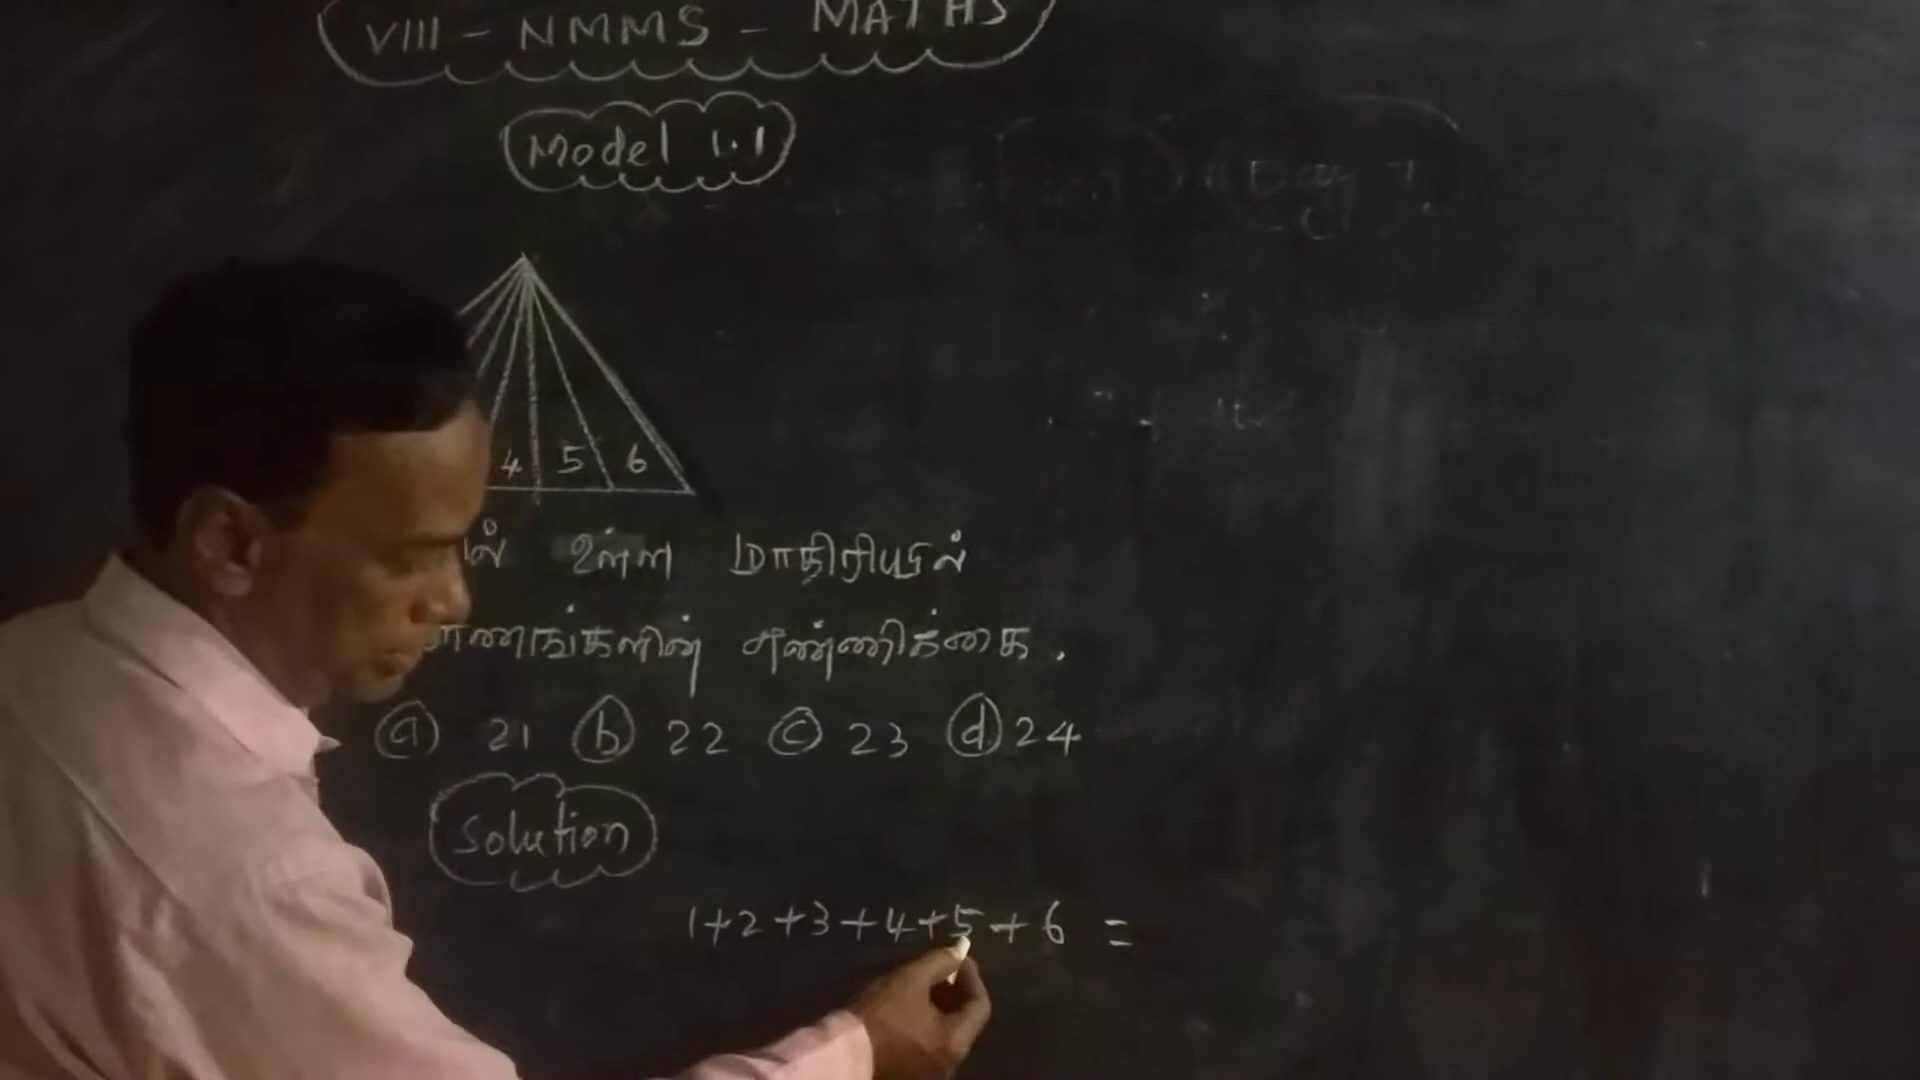 VIII - NMMS - MATHS
Model 1.1
4 5 6
உள்ள மாதிரியில்
எண்ணிக்கை .
(a) 21 (b) 22 (c) 23 (d) 24
Solution
1+2+3+4+5+6 =